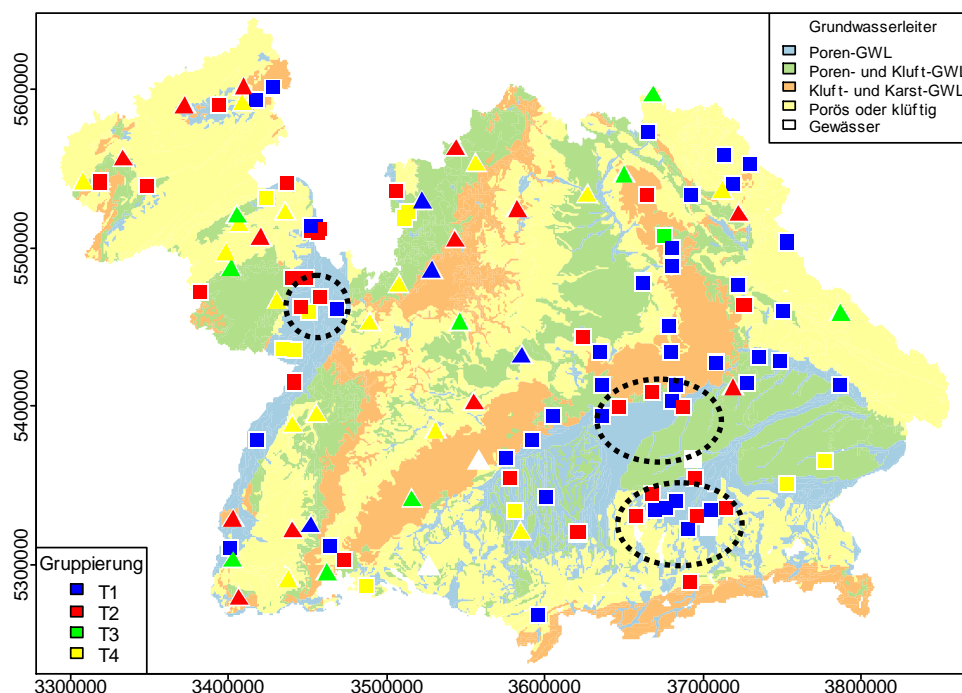 Grundwasserleiter
Poren-GWL
Poren- und Kluft-GWL
Kluft- und Karst-GWL
Porös oder klüftig
Gewässer
5600000
5500000
5400000
5300000
Gruppierung
T1
T2
T3
T4
3300000 3400000 3500000 3600000 3700000 3800000